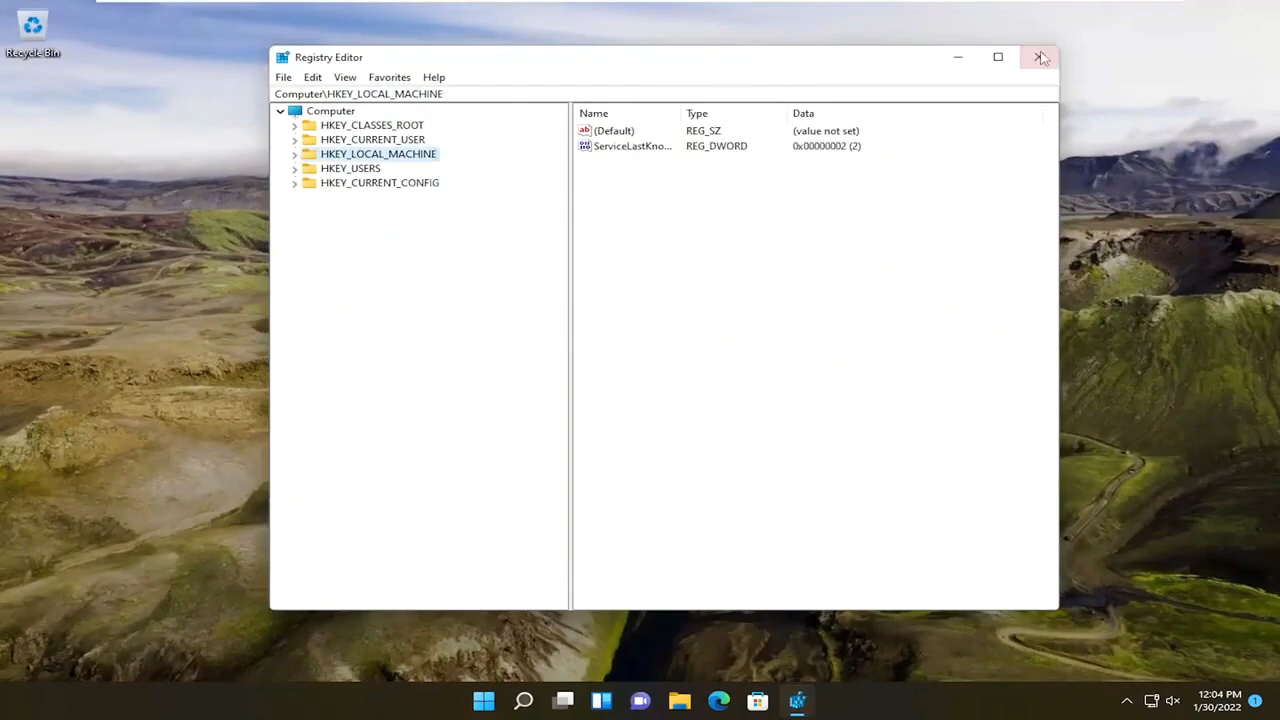 Recycle Bin
Registry Editor
File Edit View Favorites Help
Computer\HKEY_LOCAL_MACHINE
Computer
HKEY_CLASSES_ROOT
HKEY_CURRENT_USER
HKEY_LOCAL_MACHINE
HKEY_USERS
HKEY_CURRENT_CONFIG
Name Type Data
(Default) REG_SZ (value not set)
ServiceLastKno... REG_DWORD 0x00000002 (2)
12:04 PM
1/30/2022
1